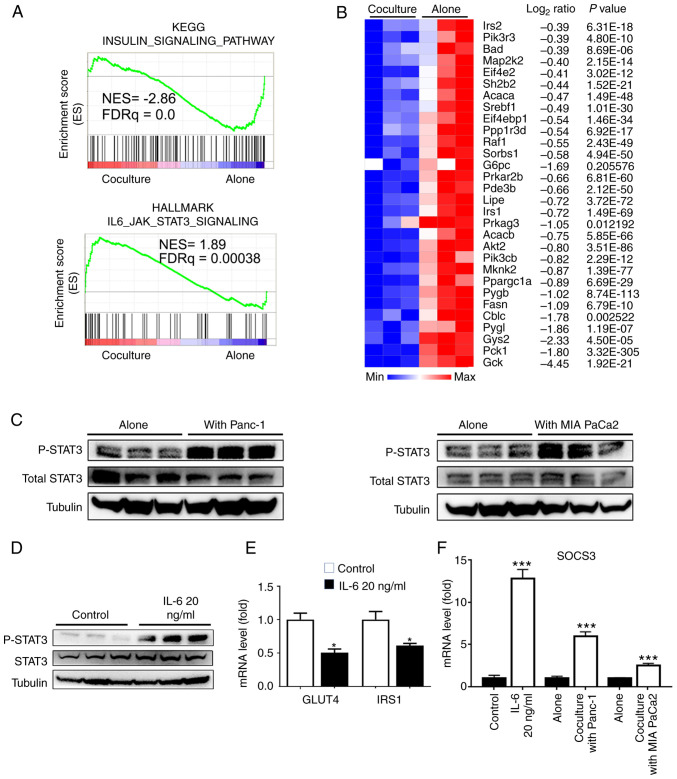 A
KEGG
INSULIN_SIGNALING_PATHWAY
Enrichment score
(ES)
NES= -2.86
FDRq = 0.0
Coculture Alone
HALLMARK
IL6_JAK_STAT3_SIGNALING
Enrichment score
(ES)
NES= 1.89
FDRq = 0.00038
Coculture Alone
B
Coculture Alone Log2 ratio P value
Irs2 −0.39 6.31E-18
Pik3r3 −0.39 4.80E-10
Bad −0.39 8.69E-06
Map2k2 −0.40 2.15E-14
Eif4e2 −0.41 3.02E-12
Sh2b2 −0.44 1.52E-21
Acaca −0.47 1.49E-48
Srebf1 −0.49 1.01E-30
Eif4ebp1 −0.54 1.46E-34
Ppp1r3d −0.54 6.92E-17
Raf1 −0.55 2.43E-49
Sorbs1 −0.58 4.94E-50
G6pc −1.69 0.205576
Prkar2b −0.66 6.81E-60
Pde3b −0.66 2.12E-50
Lipe −0.72 3.72E-72
Irs1 −0.72 1.49E-69
Prkag3 −1.05 0.012192
Acacb −0.75 5.85E-66
Akt2 −0.80 3.51E-86
Pik3cb −0.82 2.29E-12
Mknk2 −0.87 1.39E-77
Ppargc1a −0.89 6.69E-29
Pygb −1.02 8.74E-113
Fasn −1.09 6.79E-10
Cblc −1.78 0.002522
Pygl −1.86 1.19E-07
Gys2 −2.33 4.50E-05
Pck1 −1.80 3.32E-305
Gck −4.45 1.92E-21
Min Max
C
Alone With Panc-1
P-STAT3
Total STAT3
Tubulin
Alone With MIA PaCa2
P-STAT3
Total STAT3
Tubulin
D
Control IL-6 20
ng/ml
P-STAT3
STAT3
Tubulin
E
Control
IL-6 20 ng/ml
mRNA level (fold)
1.5
1.0
0.5
0.0
* *
GLUT4 IRS1
F
SOCS3
mRNA level (fold)
15
10
5
0
*** *** ***
Control
IL-6
20 ng/ml
Alone
Coculture
with Panc-1
Alone
Coculture
with MIA PaCa2